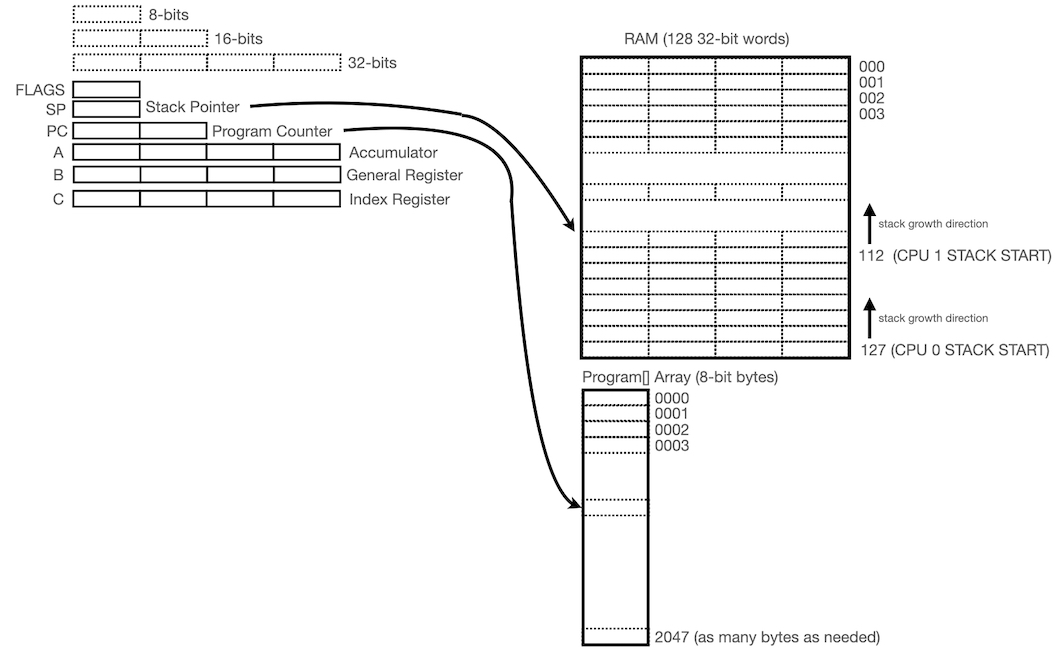 8-bits
16-bits
32-bits
FLAGS
SP Stack Pointer
PC Program Counter
A Accumulator
B General Register
C Index Register
RAM (128 32-bit words)
000
001
002
003
stack growth direction
112 (CPU 1 STACK START)
stack growth direction
127 (CPU 0 STACK START)
Program[] Array (8-bit bytes)
0000
0001
0002
0003
2047 (as many bytes as needed)